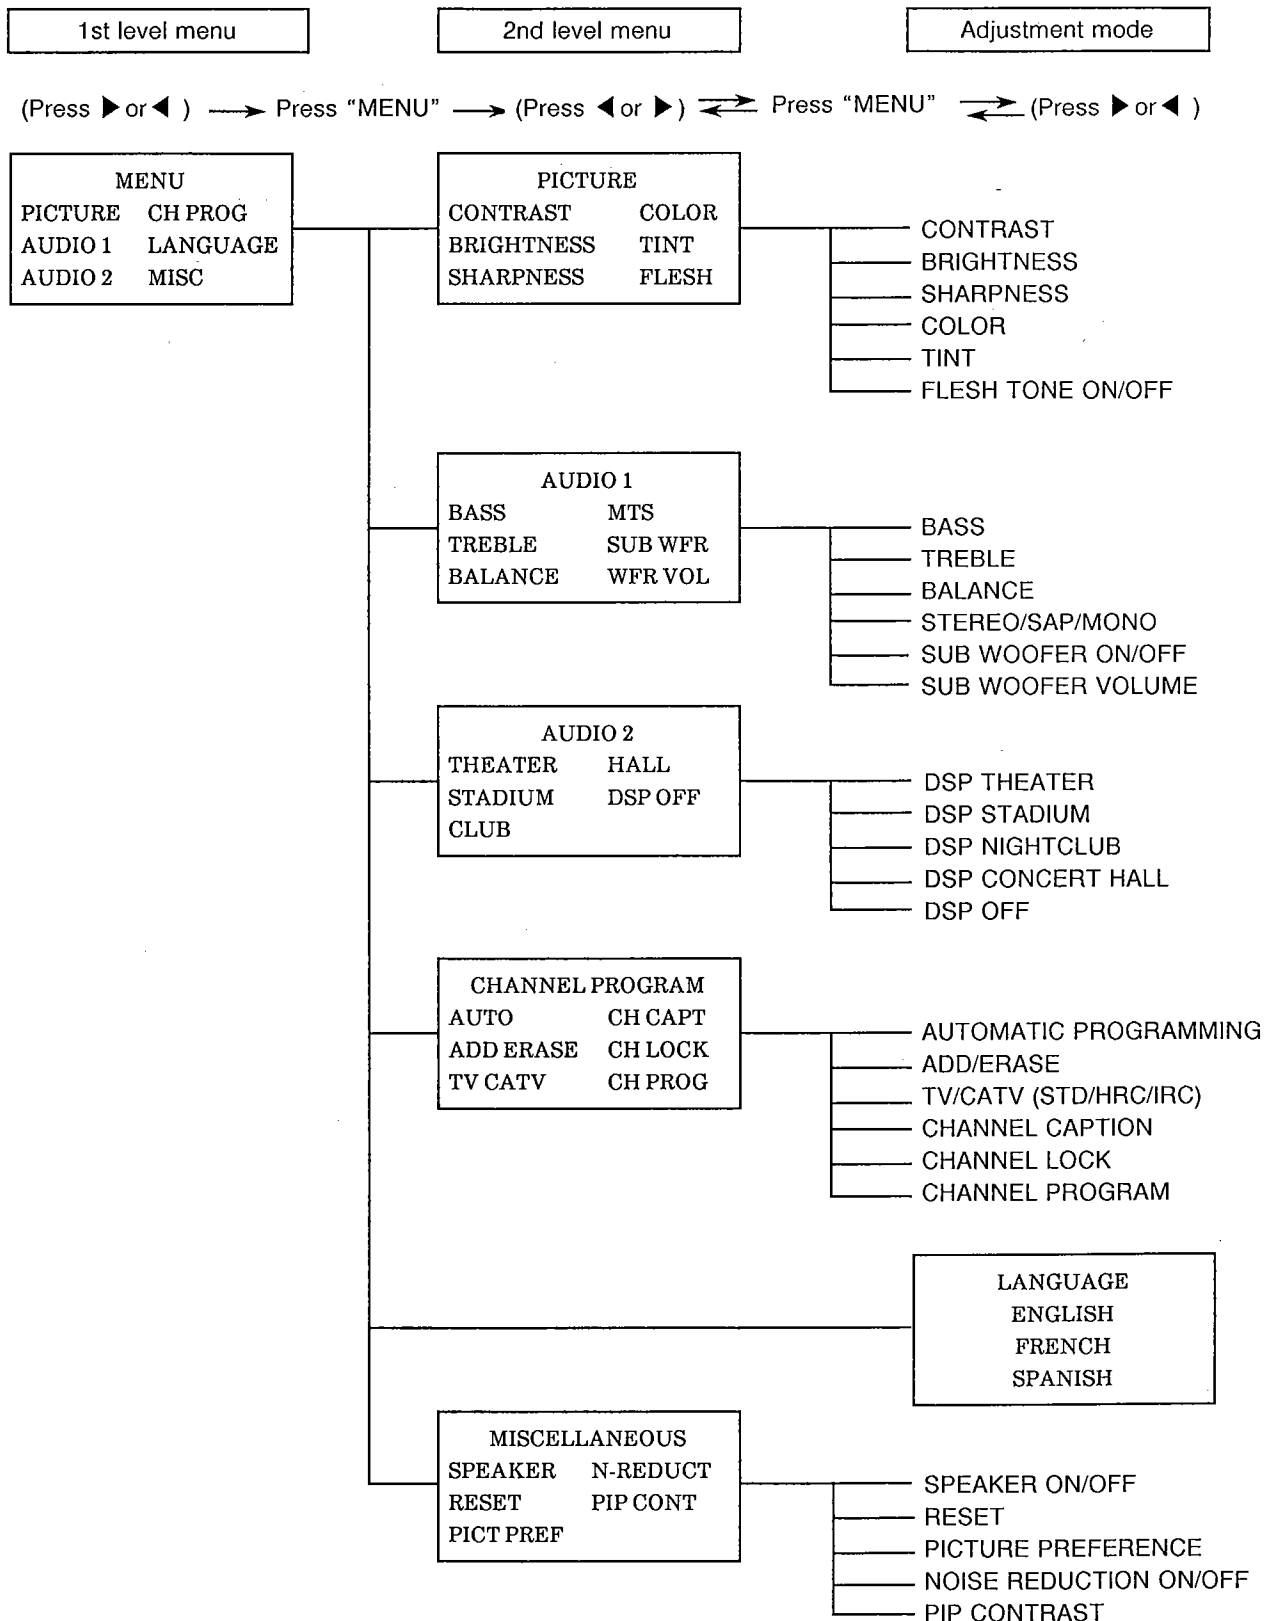 1st level menu
2nd level menu
Adjustment mode
(Press ▶ or ◀ ) → Press “MENU” → (Press ◀ or ▶ ) ⇄ Press “MENU” ⇄ (Press ▶ or ◀ )
MENU
PICTURE CH PROG
AUDIO 1 LANGUAGE
AUDIO 2 MISC
PICTURE
CONTRAST COLOR
BRIGHTNESS TINT
SHARPNESS FLESH
CONTRAST
BRIGHTNESS
SHARPNESS
COLOR
TINT
FLESH TONE ON/OFF
AUDIO 1
BASS MTS
TREBLE SUB WFR
BALANCE WFR VOL
BASS
TREBLE
BALANCE
STEREO/SAP/MONO
SUB WOOFER ON/OFF
SUB WOOFER VOLUME
AUDIO 2
THEATER HALL
STADIUM DSP OFF
CLUB
DSP THEATER
DSP STADIUM
DSP NIGHTCLUB
DSP CONCERT HALL
DSP OFF
CHANNEL PROGRAM
AUTO CH CAPT
ADD ERASE CH LOCK
TV CATV CH PROG
AUTOMATIC PROGRAMMING
ADD/ERASE
TV/CATV (STD/HRC/IRC)
CHANNEL CAPTION
CHANNEL LOCK
CHANNEL PROGRAM
LANGUAGE
ENGLISH
FRENCH
SPANISH
MISCELLANEOUS
SPEAKER N-REDUCT
RESET PIP CONT
PICT PREF
SPEAKER ON/OFF
RESET
PICTURE PREFERENCE
NOISE REDUCTION ON/OFF
PIP CONTRAST